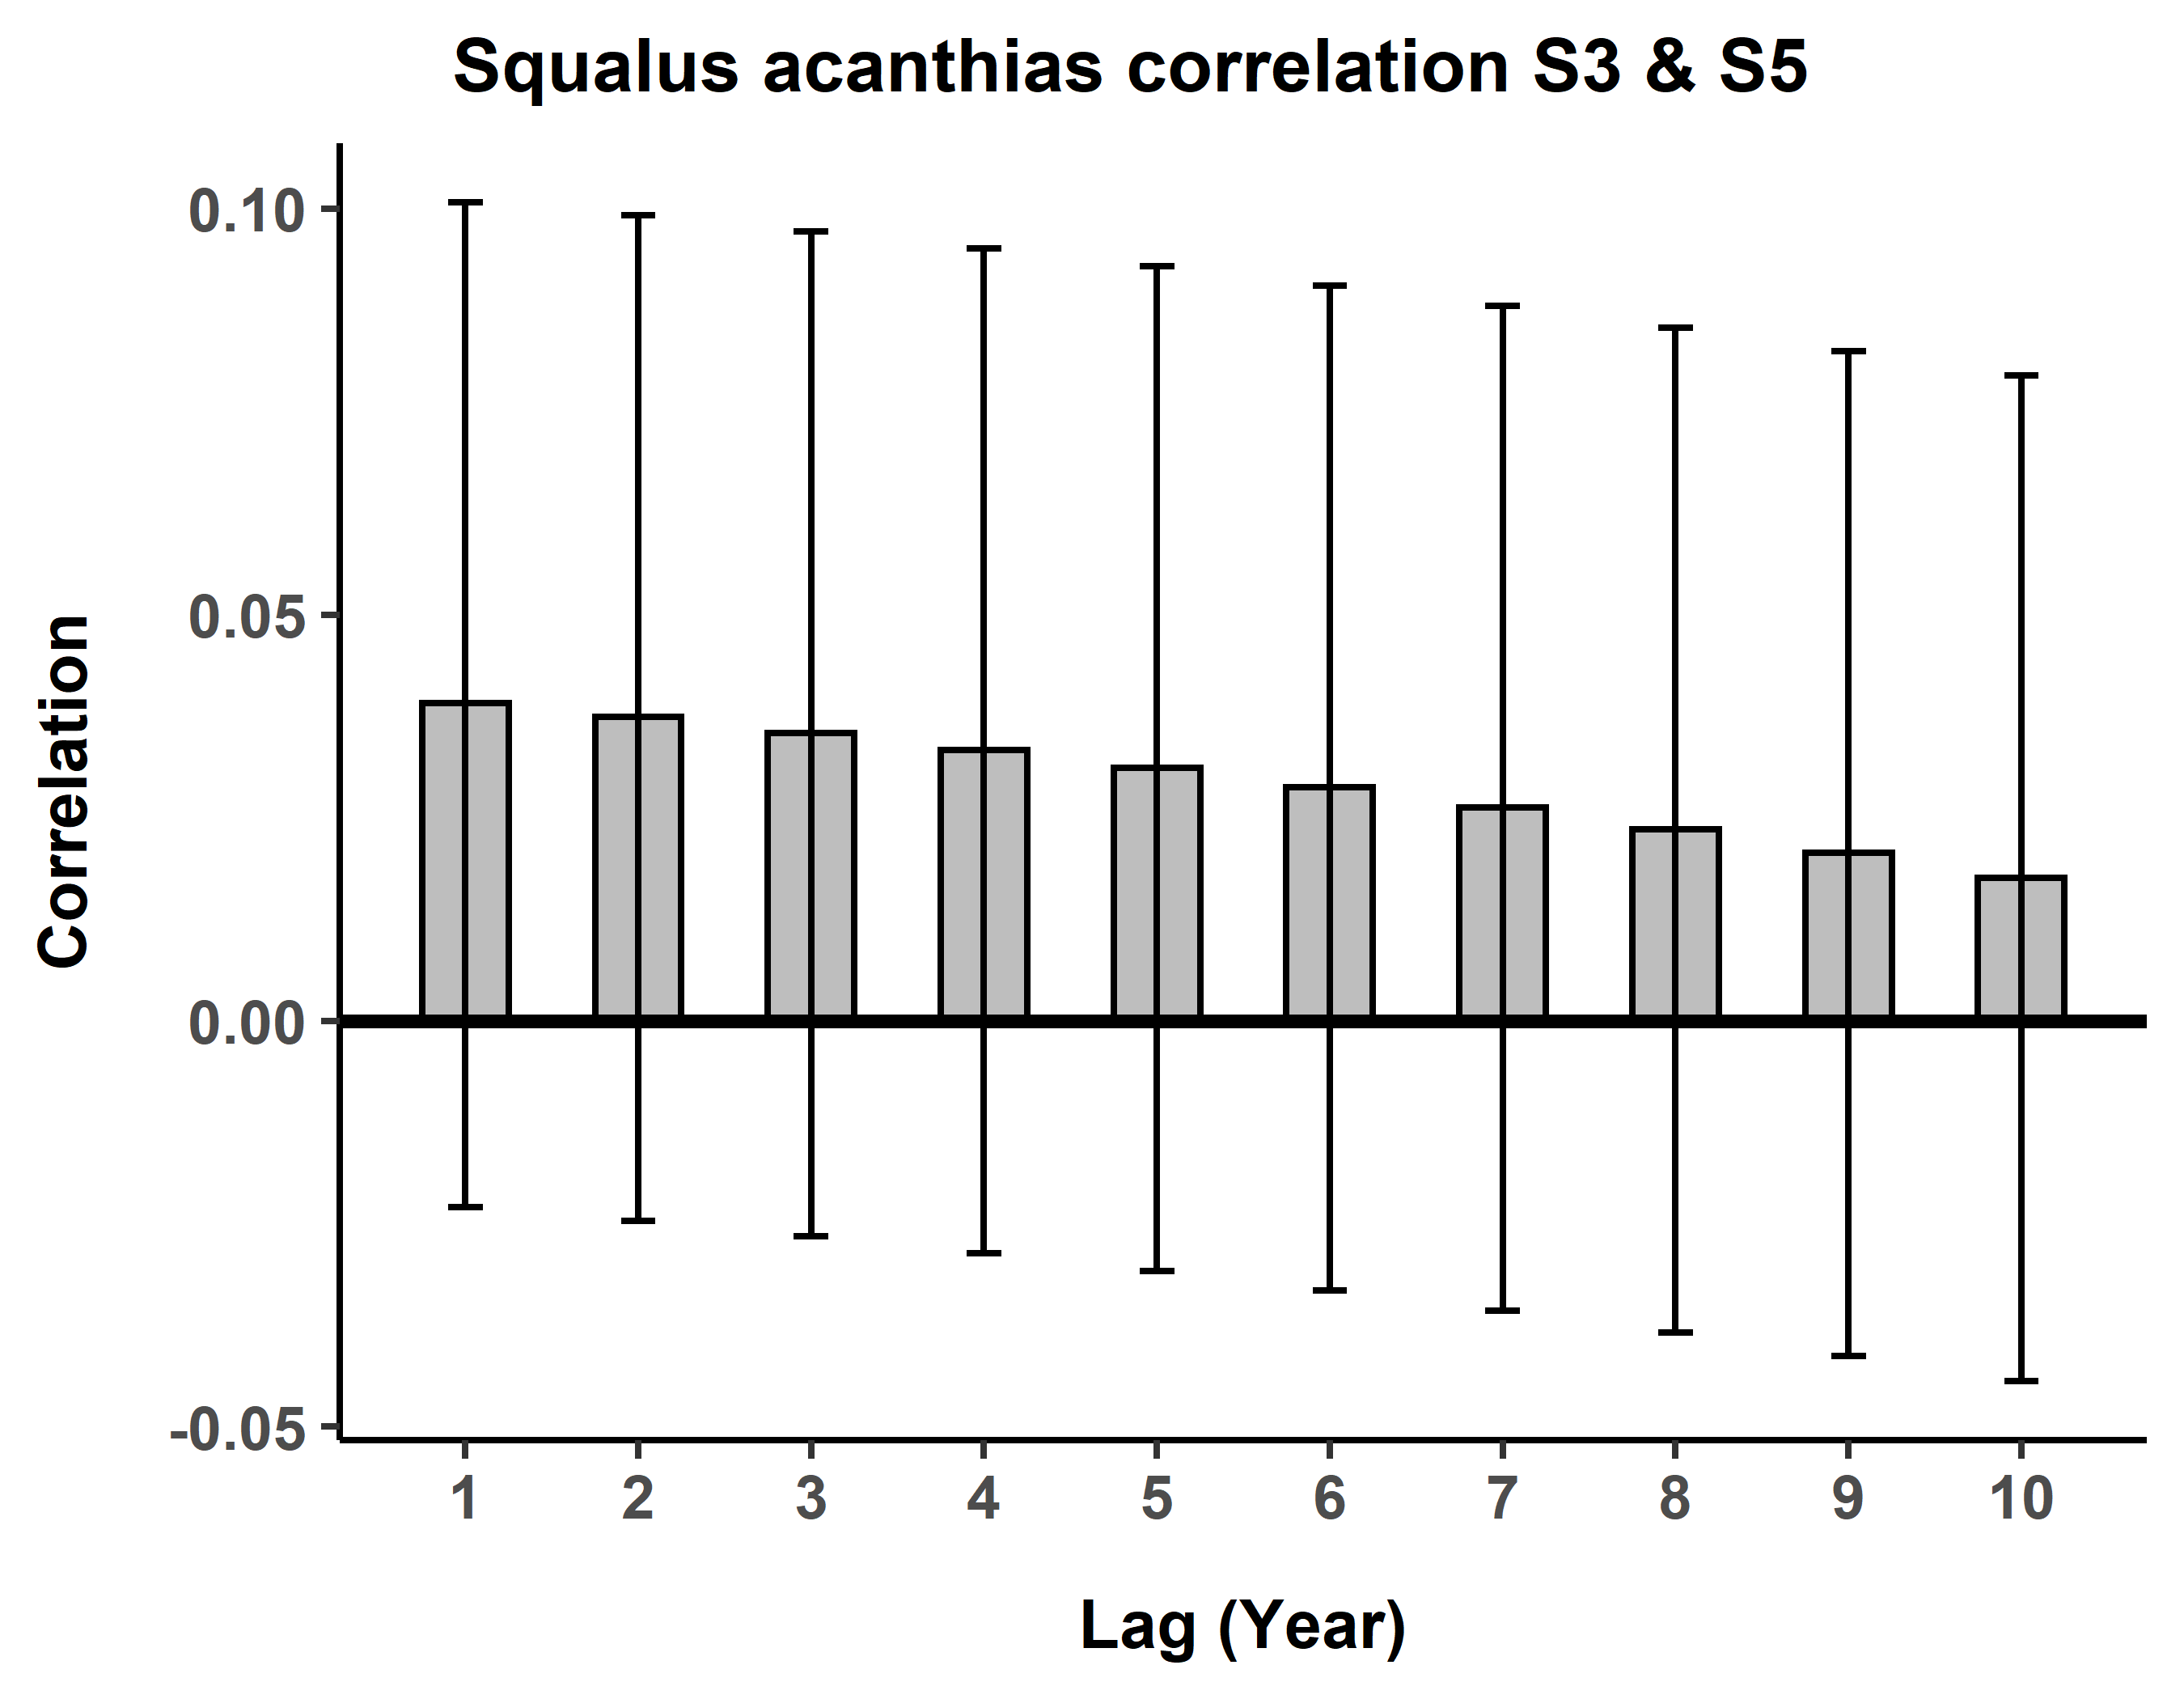 Squalus acanthias correlation S3 & S5
0.10
0.05
0.00
-0.05
Correlation
1 2 3 4 5 6 7 8 9 10
Lag (Year)